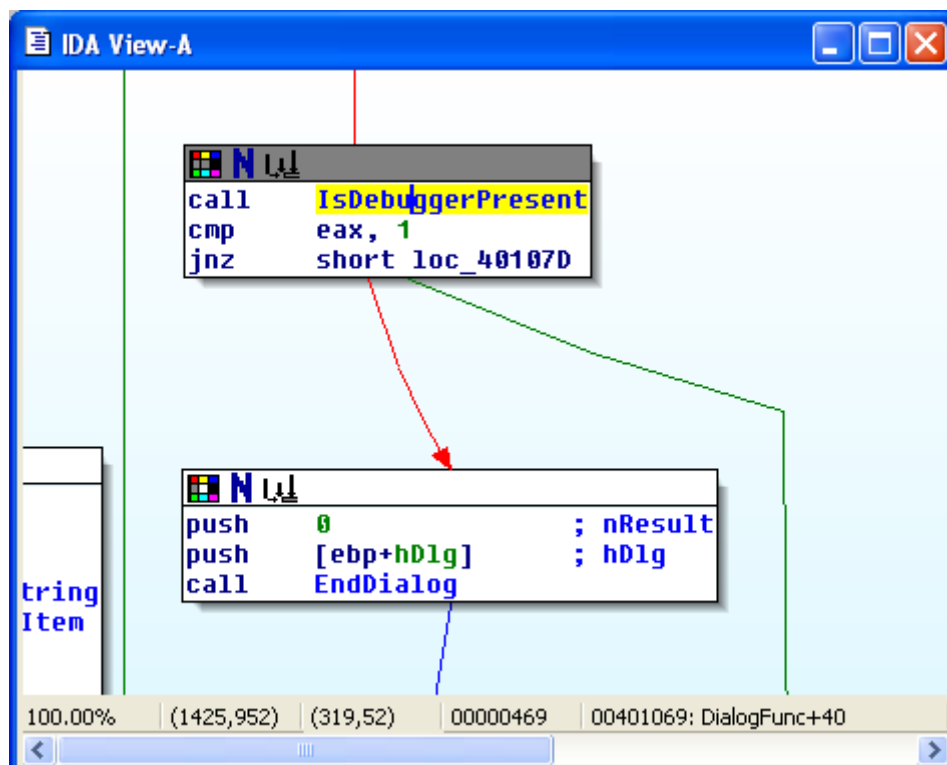 IDA View-A
call IsDebuggerPresent
cmp eax, 1
jnz short loc_40107D
push 0 ; nResult
push [ebp+hDlg] ; hDlg
call EndDialog
tring
Item
100.00% (1425,952) (319,52) 00000469 00401069: DialogFunc+40